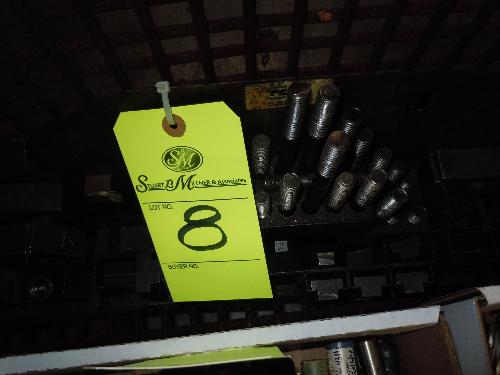 SM
STUART B. MILLNER & Associates
LOT NO.
8
BUYER NO.